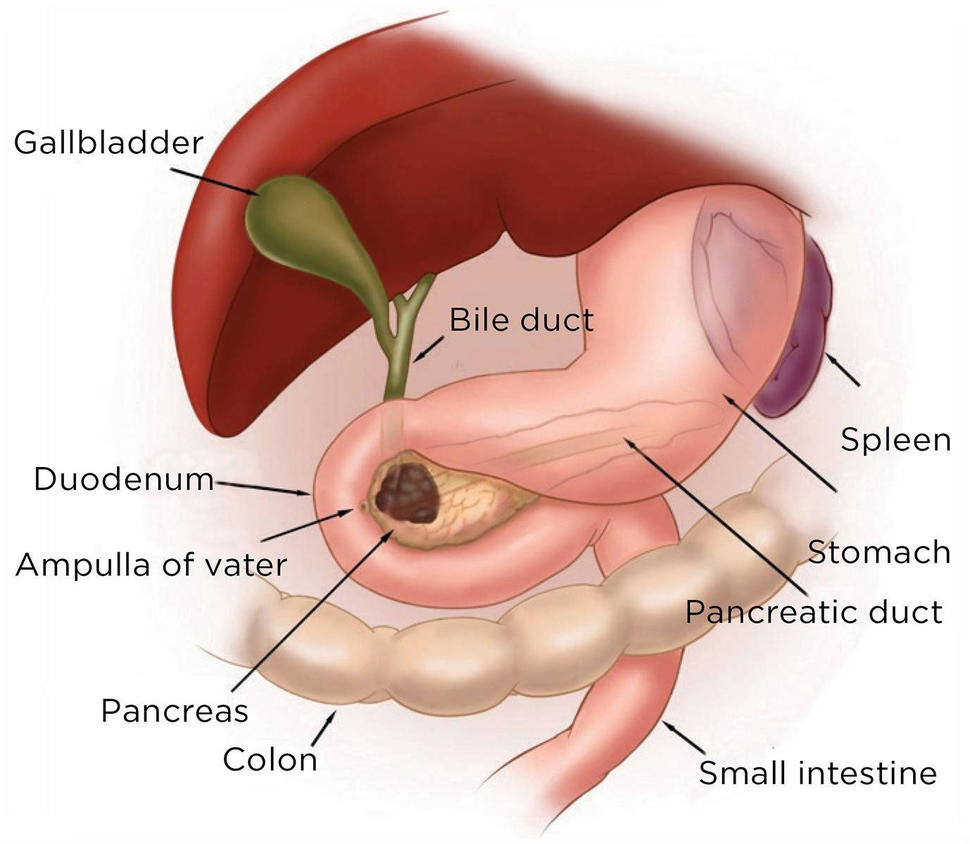 Gallbladder
Bile duct
Spleen
Duodenum
Stomach
Ampulla of vater
Pancreatic duct
Pancreas
Colon
Small intestine